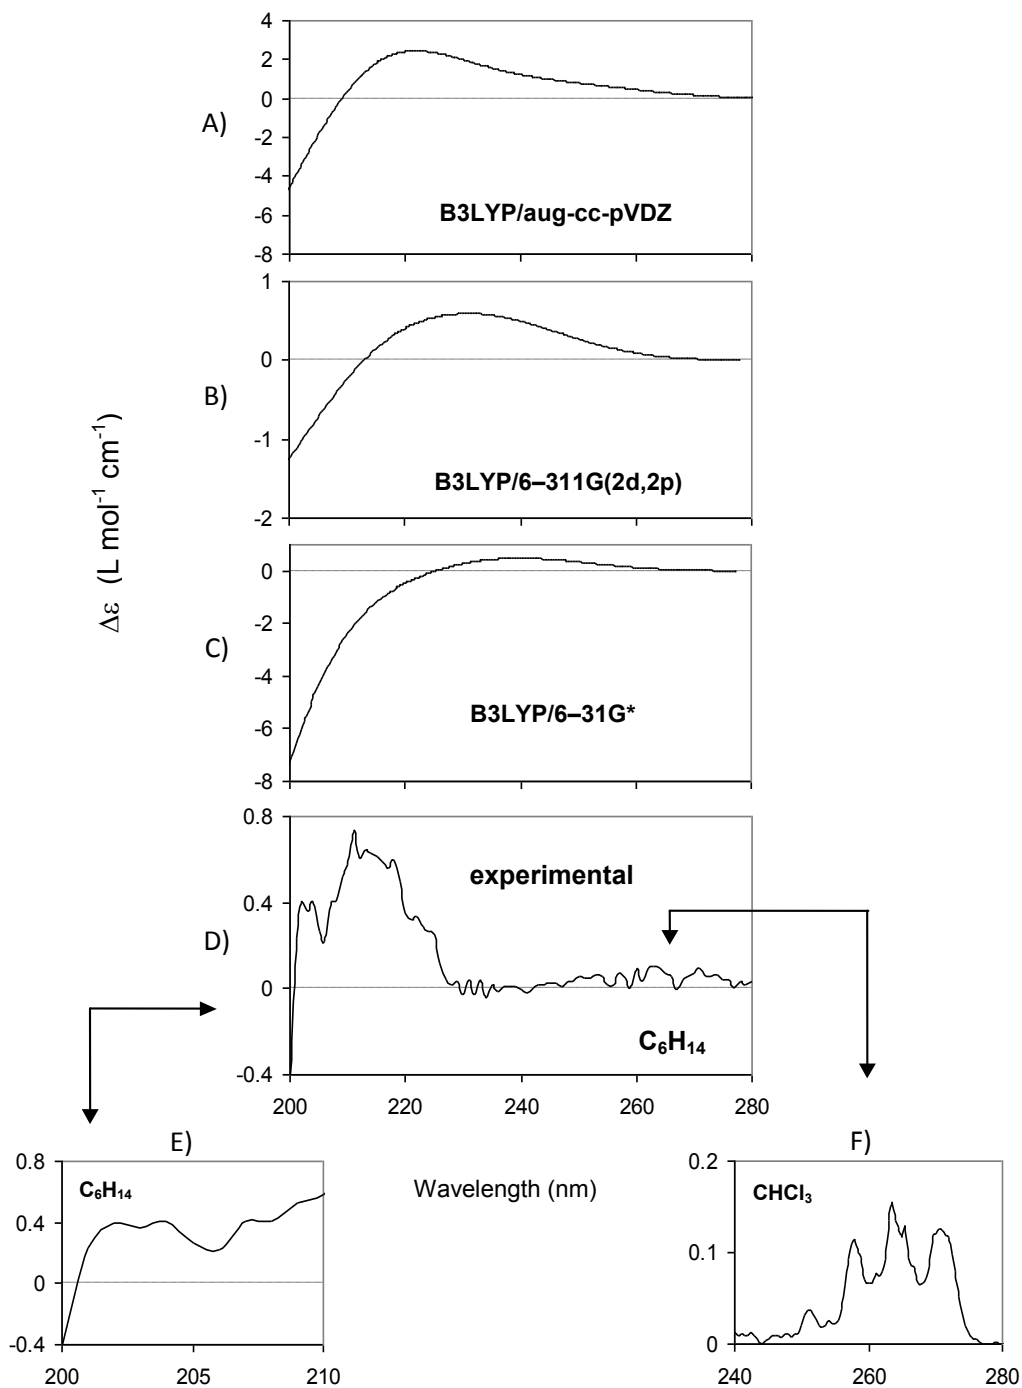 4
2
0
-2
-4
-6
-8
A)
B3LYP/aug-cc-pVDZ
1
0
-1
-2
B)
B3LYP/6–311G(2d,2p)
Δε (L mol⁻¹ cm⁻¹)
0
-2
-4
-6
-8
C)
B3LYP/6–31G*
0.8
0.4
0
-0.4
D)
experimental
C₆H₁₄
200 220 240 260 280
E)
0.8
0.4
0
-0.4
C₆H₁₄
200 205 210
Wavelength (nm)
F)
0.2
0.1
0
CHCl₃
240 260 270 280